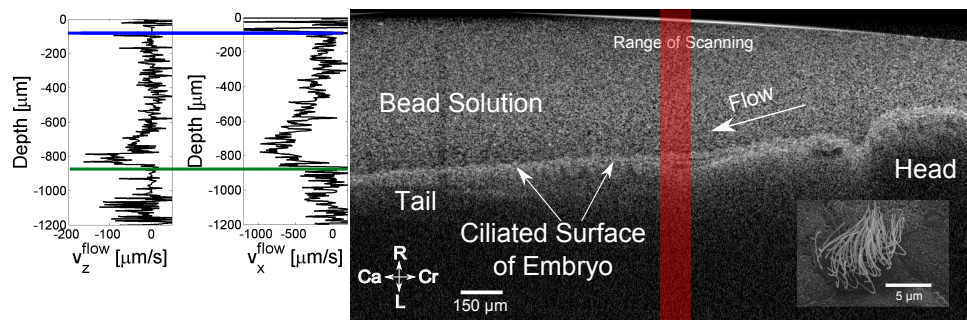 0
-200
-400
-600
-800
-1000
-1200
Depth [µm]
-200 -100 0
v_z^flow [µm/s]
0
-200
-400
-600
-800
-1000
-1200
Depth [µm]
-1000 -500 0
v_x^flow [µm/s]
Range of Scanning
Bead Solution
Flow
Head
Tail
Ciliated Surface
of Embryo
R
Ca Cr
L
150 µm
5 µm